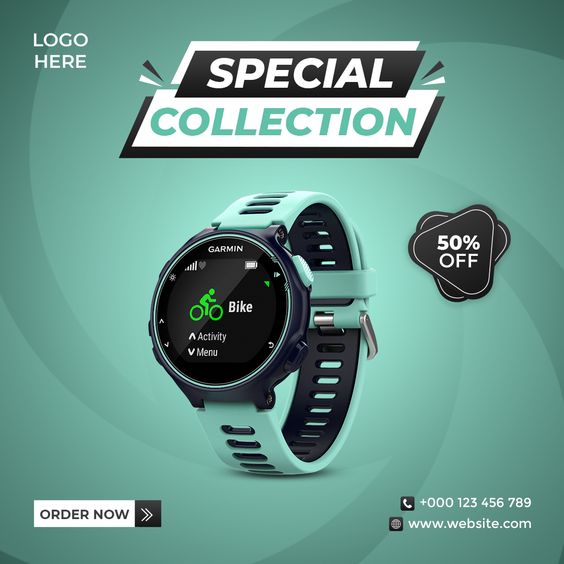 LOGO
HERE
SPECIAL
COLLECTION
50%
OFF
GARMIN
Bike
Activity
Menu
ORDER NOW
+000 123 456 789
www.website.com